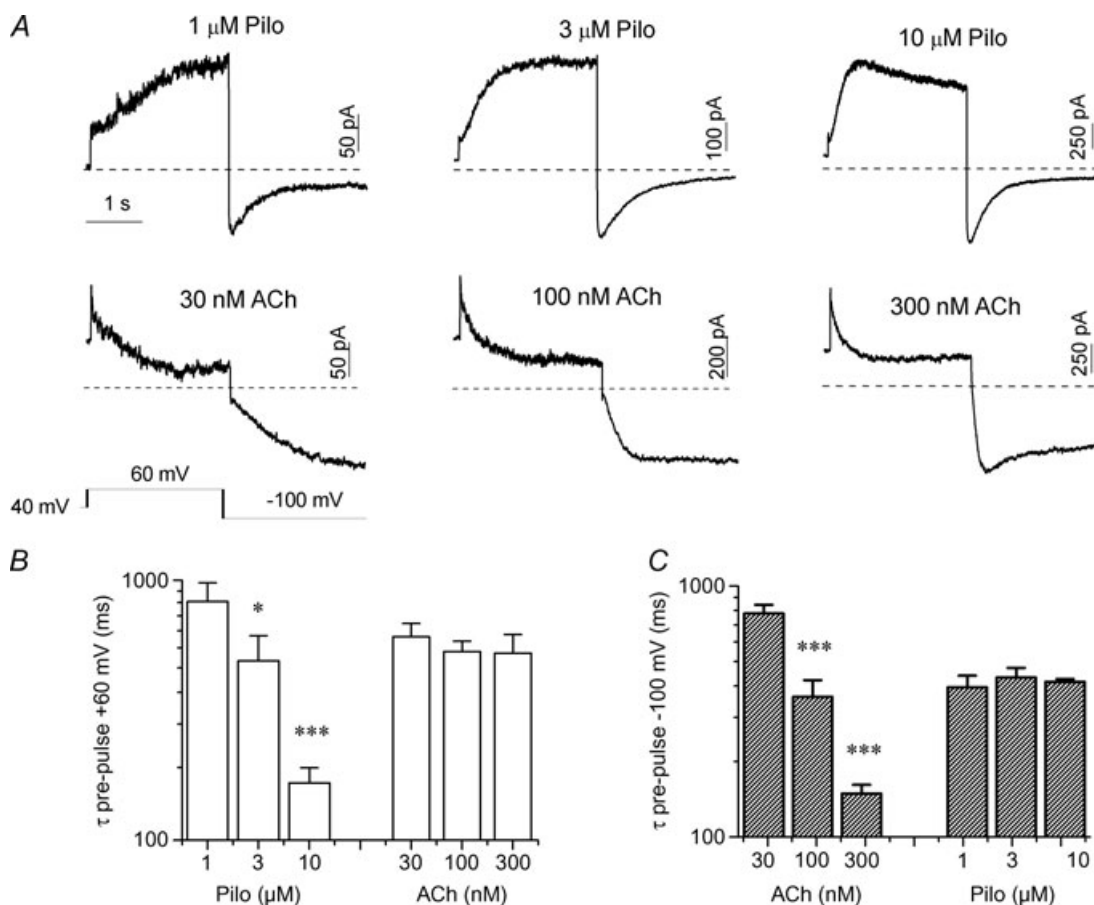 A
1 μM Pilo
3 μM Pilo
10 μM Pilo
50 pA
100 pA
250 pA
1 s
30 nM ACh
100 nM ACh
300 nM ACh
50 pA
200 pA
250 pA
60 mV
40 mV
-100 mV
B
τ pre-pulse +60 mV (ms)
1000
100
*
***
1 3 10 30 100 300
Pilo (μM) ACh (nM)
C
τ pre-pulse -100 mV (ms)
1000
100
***
***
30 100 300 1 3 10
ACh (nM) Pilo (μM)